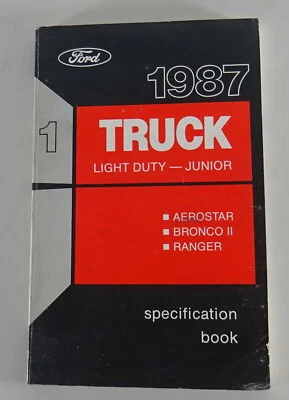 Ford
1987
1
TRUCK
LIGHT DUTY — JUNIOR
AEROSTAR
BRONCO II
RANGER
specification
book